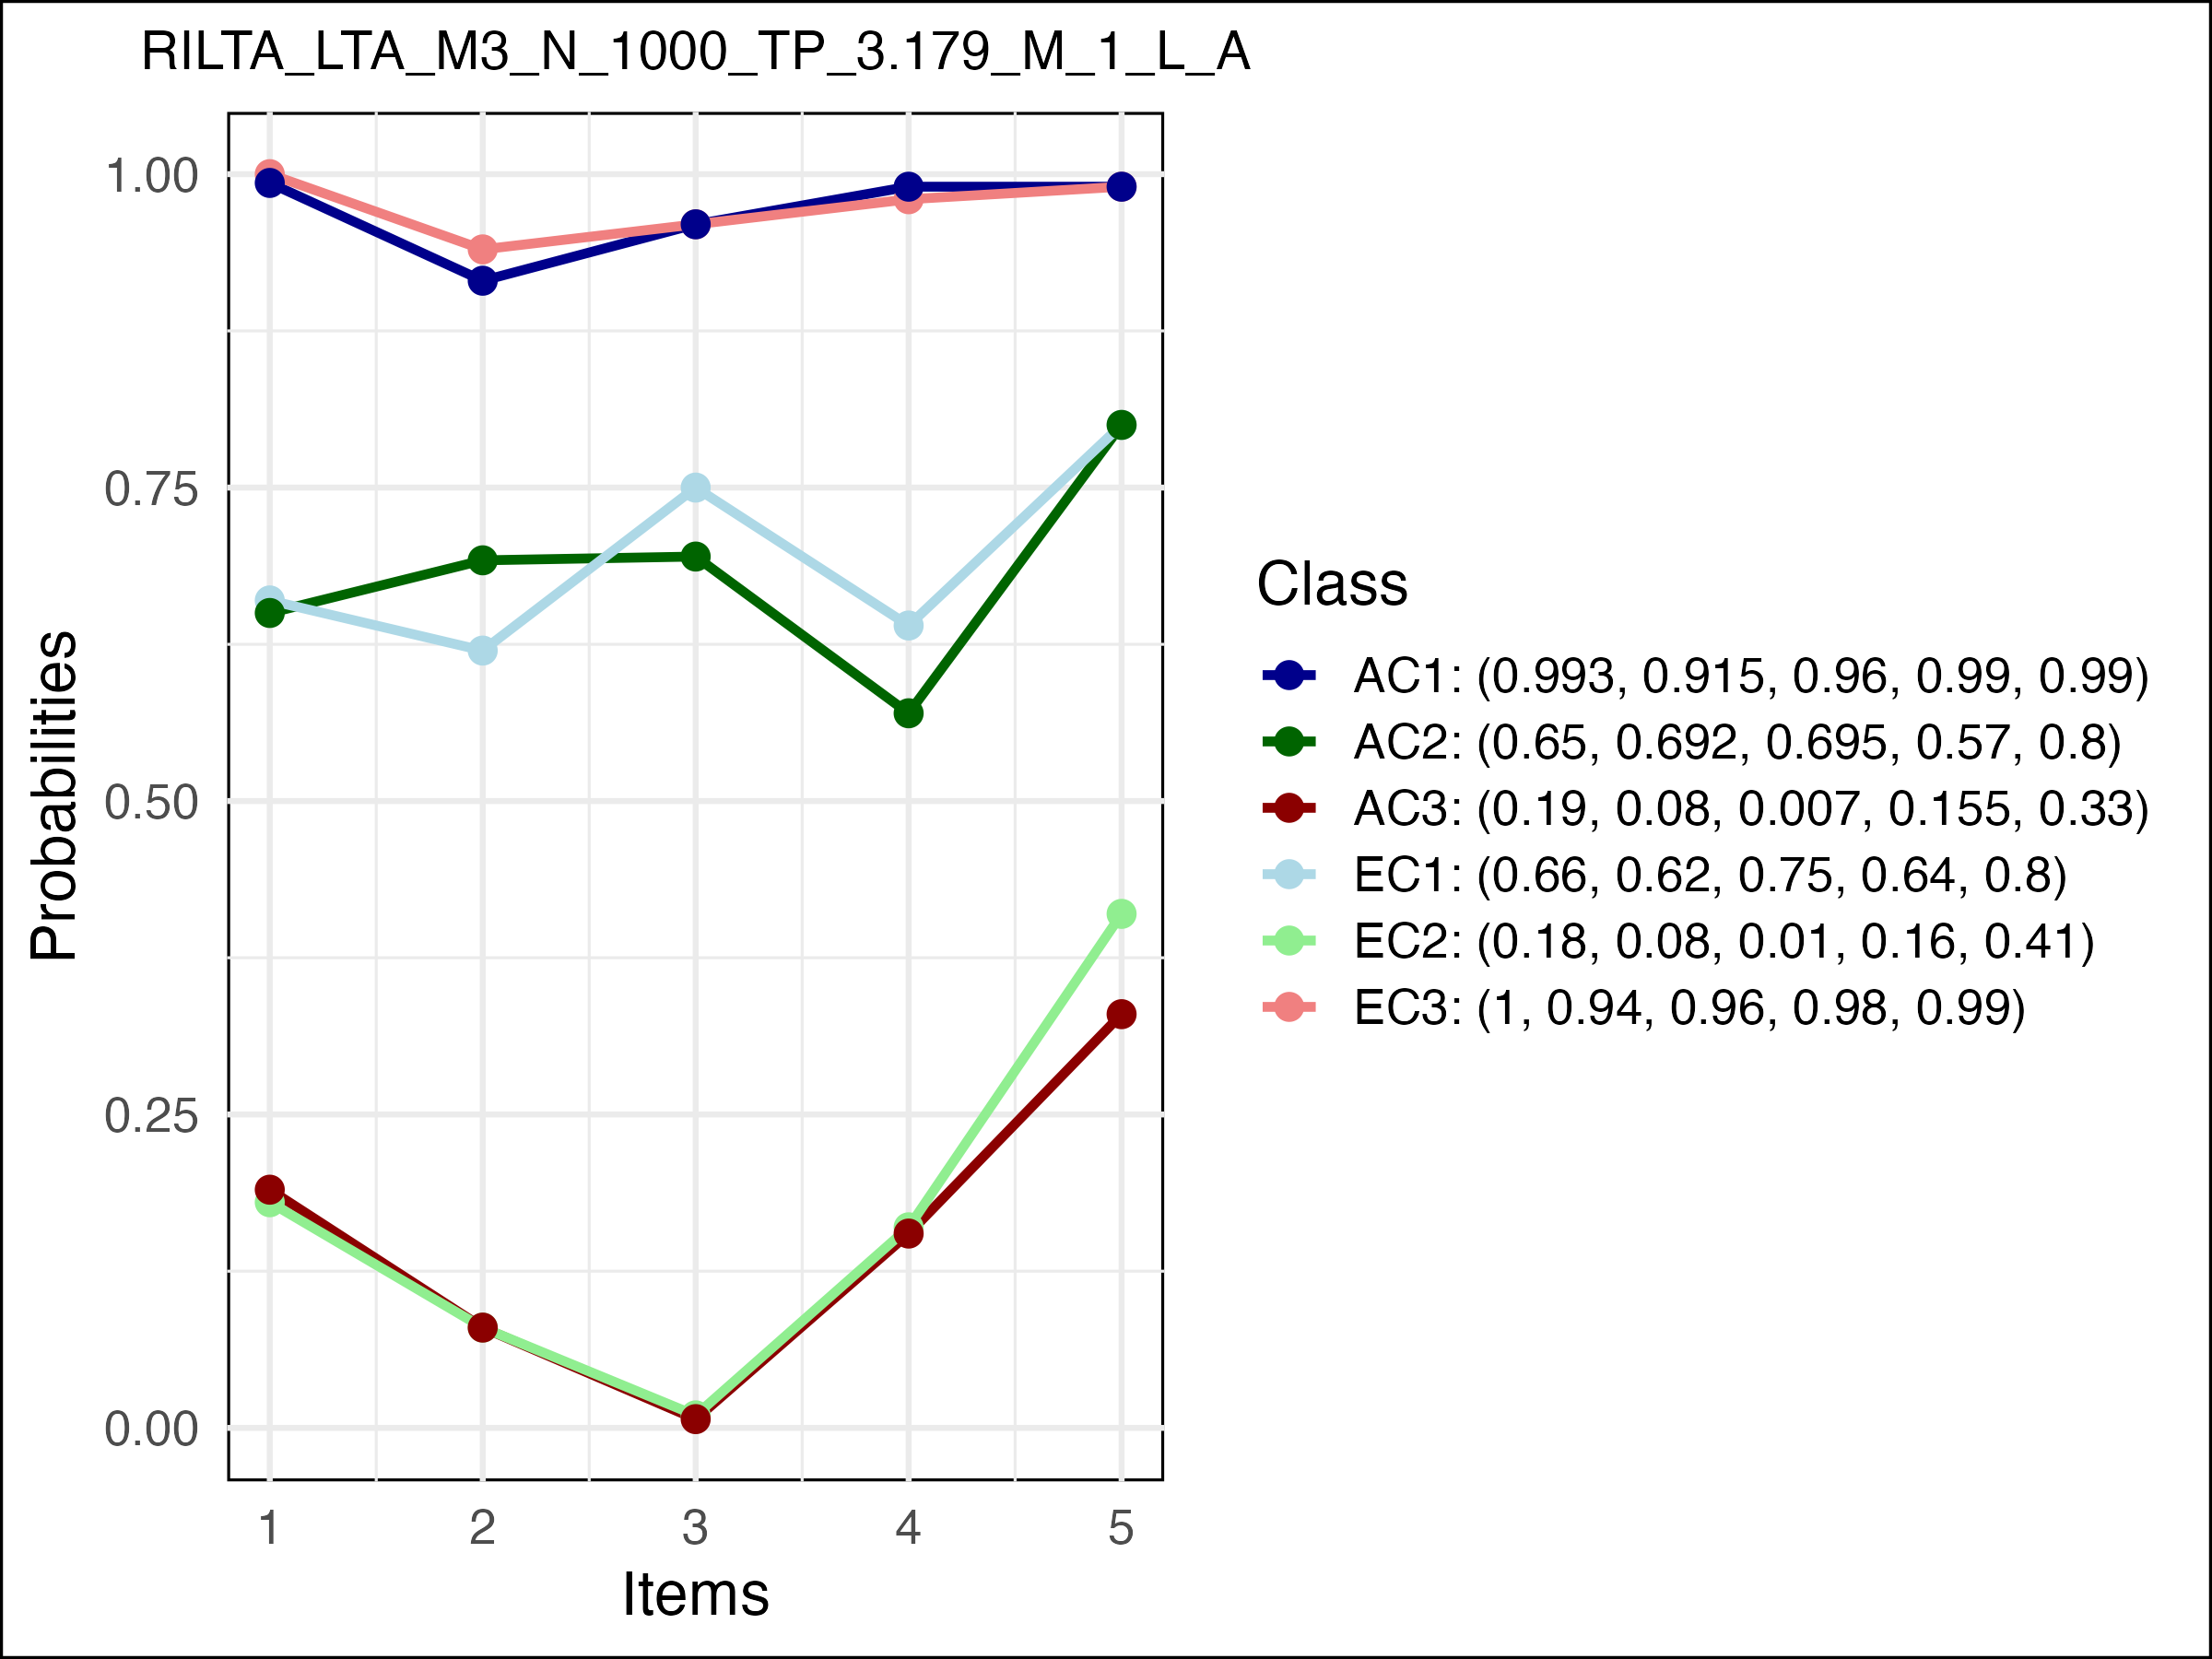 RILTA_LTA_M3_N_1000_TP_3.179_M_1_L_A
1.00
0.75
0.50
0.25
0.00
Probabilities
1 2 3 4 5
Items
Class
AC1: (0.993, 0.915, 0.96, 0.99, 0.99)
AC2: (0.65, 0.692, 0.695, 0.57, 0.8)
AC3: (0.19, 0.08, 0.007, 0.155, 0.33)
EC1: (0.66, 0.62, 0.75, 0.64, 0.8)
EC2: (0.18, 0.08, 0.01, 0.16, 0.41)
EC3: (1, 0.94, 0.96, 0.98, 0.99)